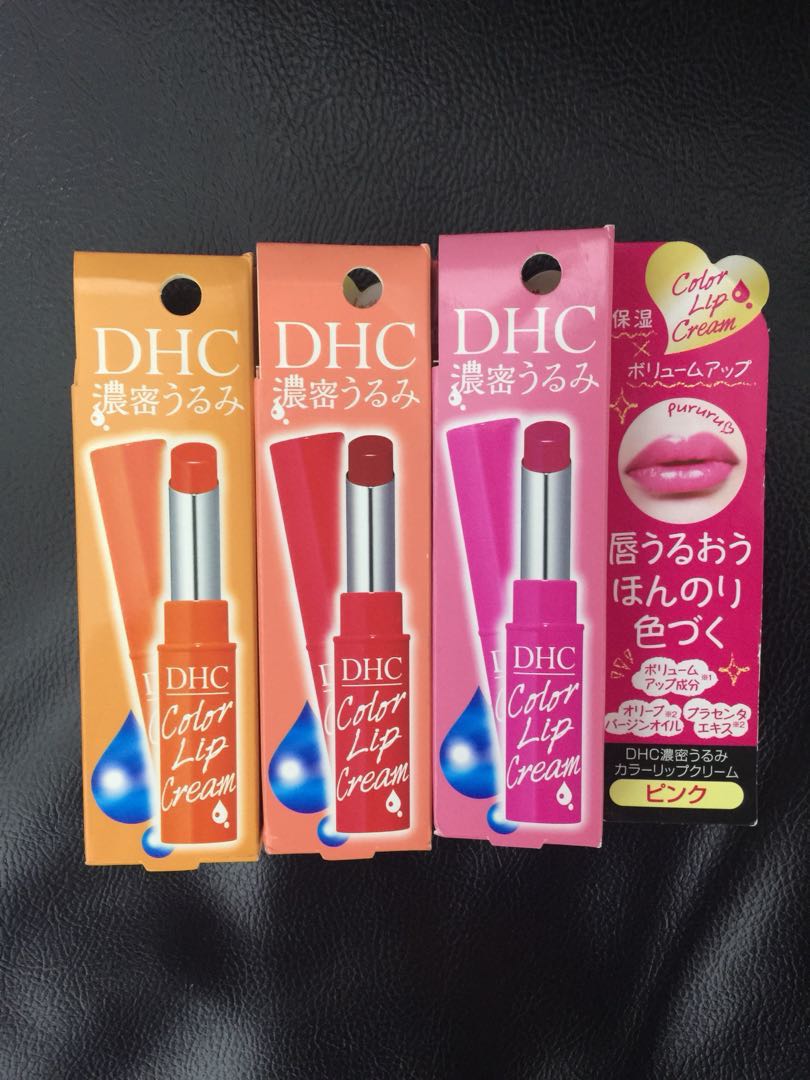 DHC
濃密うるみ
DHC
Color
Lip
Cream
DHC
濃密うるみ
DHC
Color
Lip
Cream
DHC
濃密うるみ
DHC
Color
Lip
Cream
Color
Lip
Cream
保湿
×
ボリュームアップ
pururun
唇うるおう
ほんのり
色づく
ボリューム
アップ成分※1
オリーブ※2
バージンオイル
プラセンタ
エキス※2
DHC濃密うるみ
カラーリップクリーム
ピンク